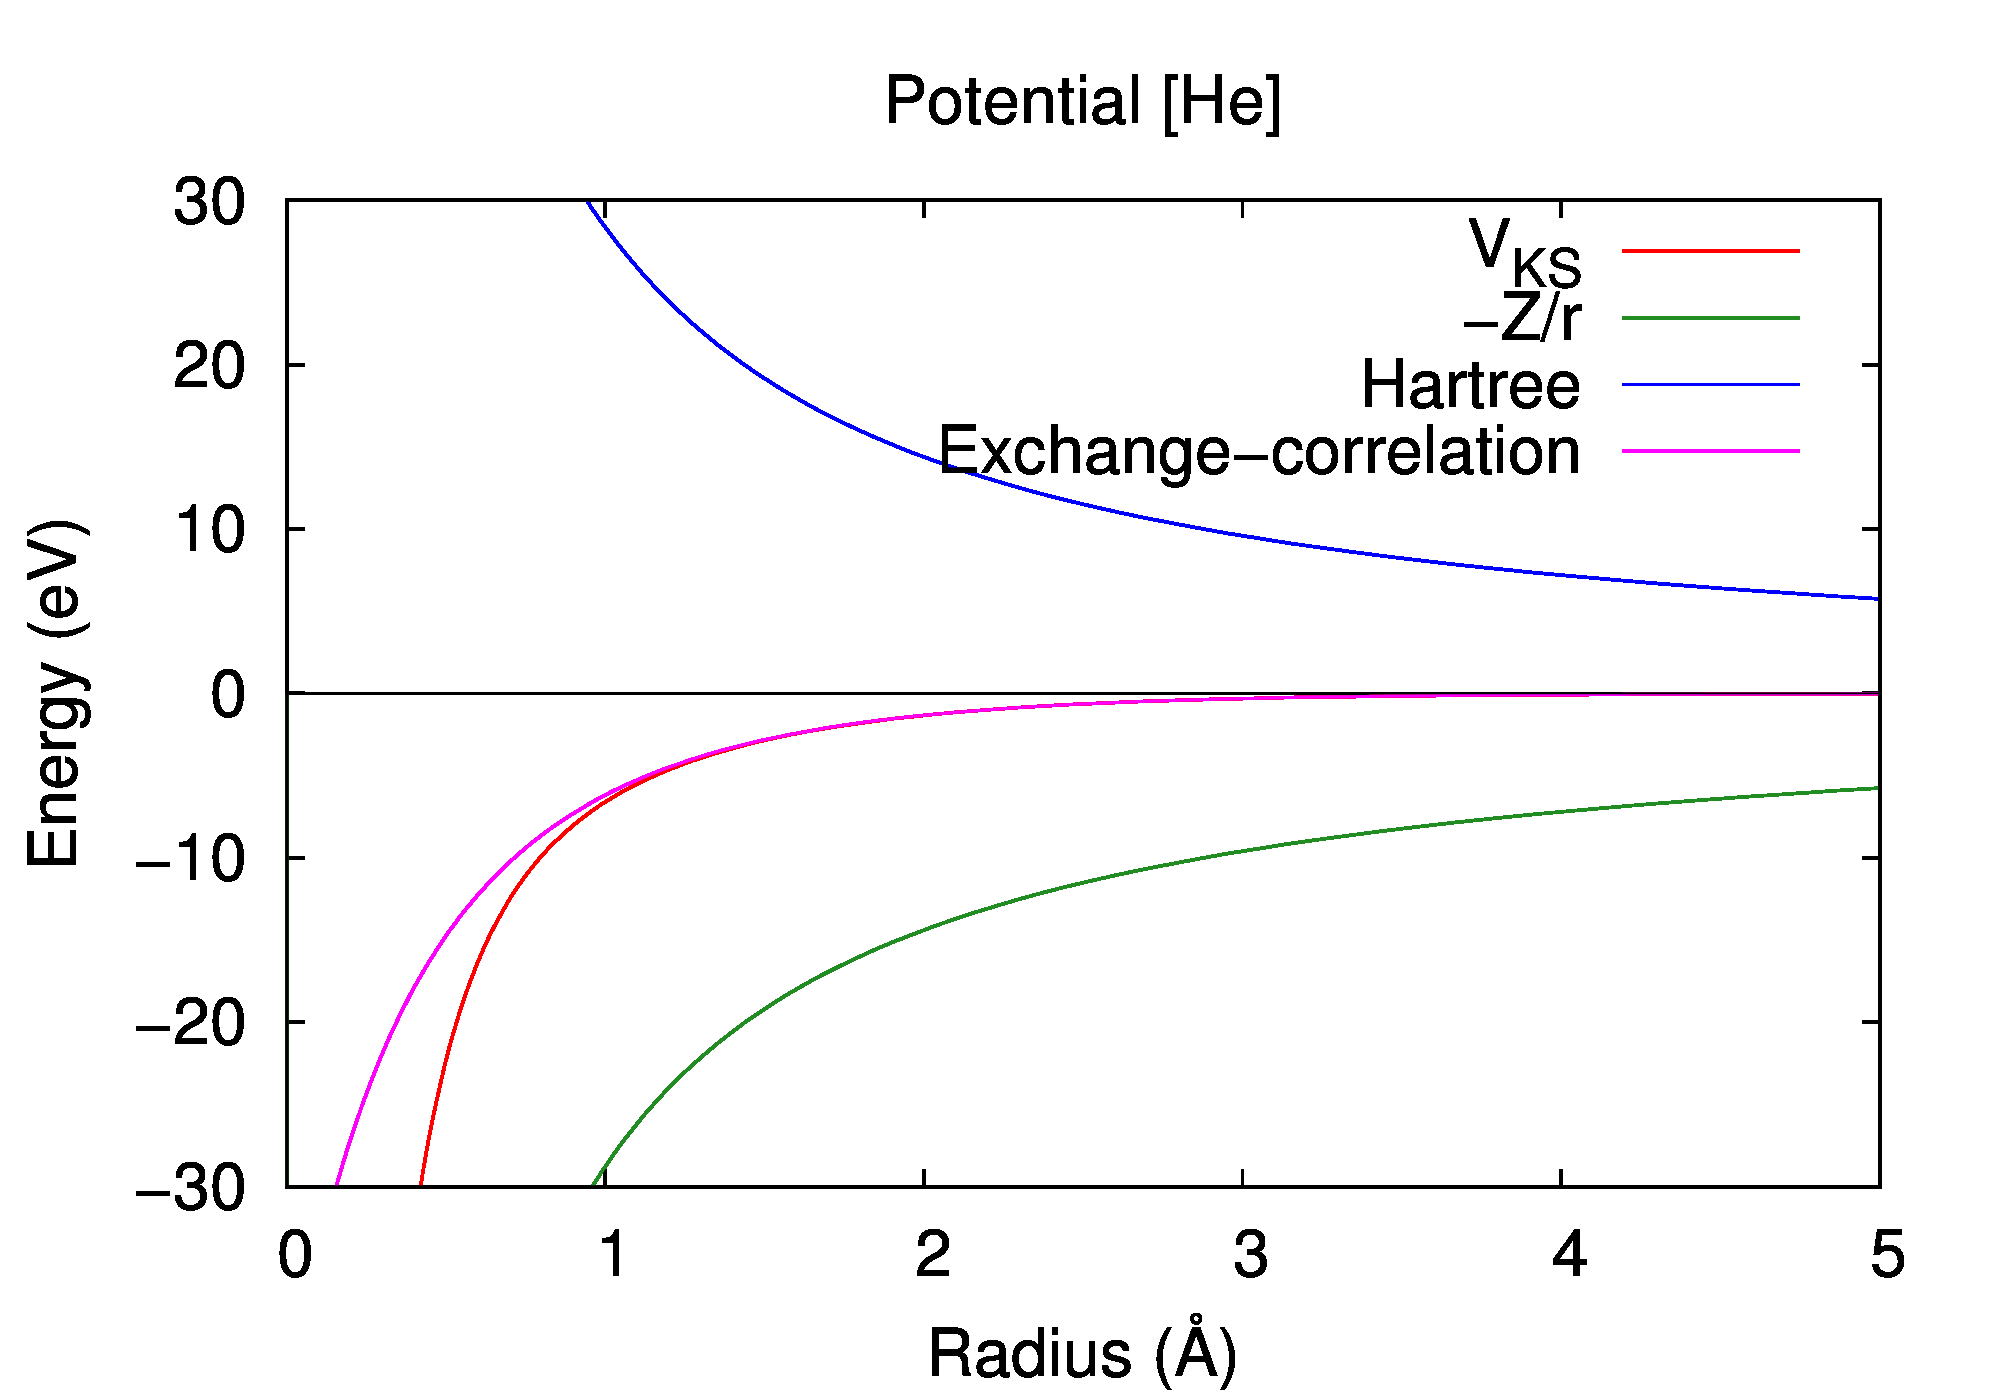 Potential [He]
30
20
10
0
−10
−20
−30
Energy (eV)
V_KS
−Z/r
Hartree
Exchange−correlation
0 1 2 3 4 5
Radius (Å)